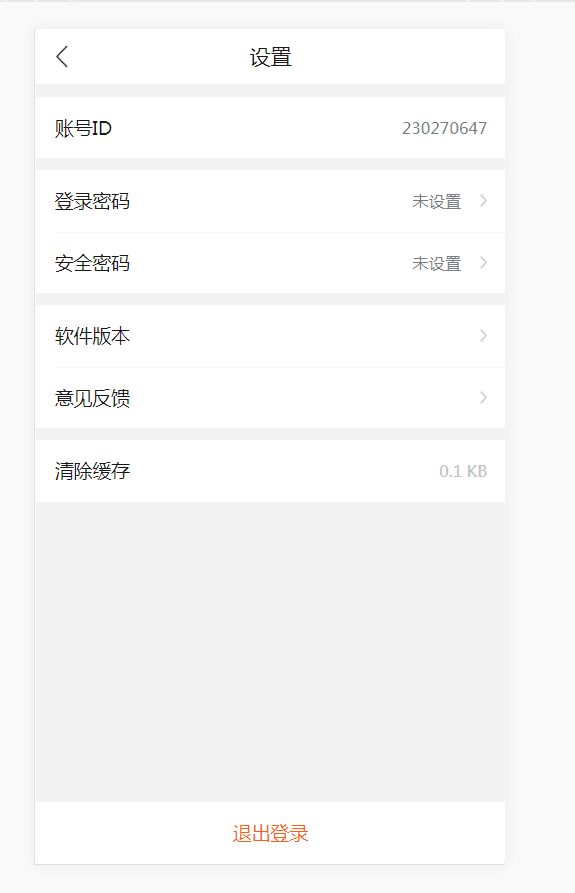 设置
账号ID 230270647
登录密码 未设置
安全密码 未设置
软件版本
意见反馈
清除缓存 0.1 KB
退出登录